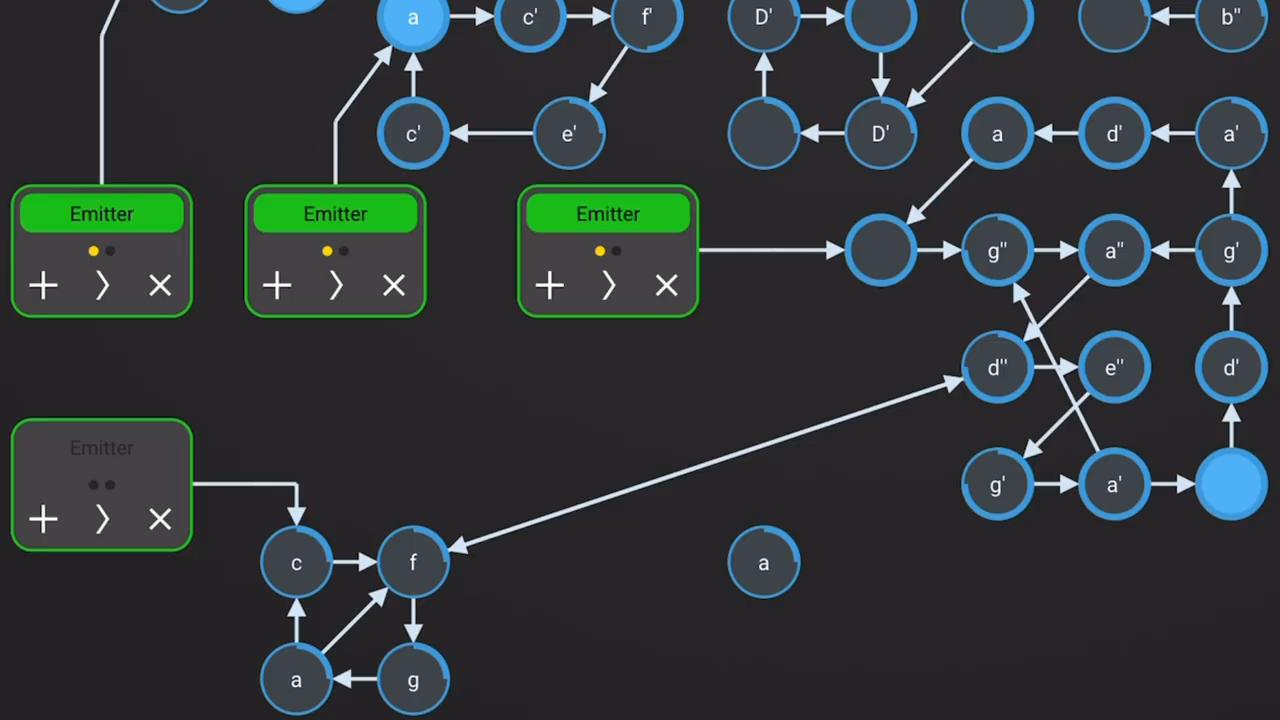 a c' f' D' b"
c' e' D' a d' a'
Emitter Emitter Emitter
g" a" g'
d" e" d'
Emitter
g' a'
c f a
a g